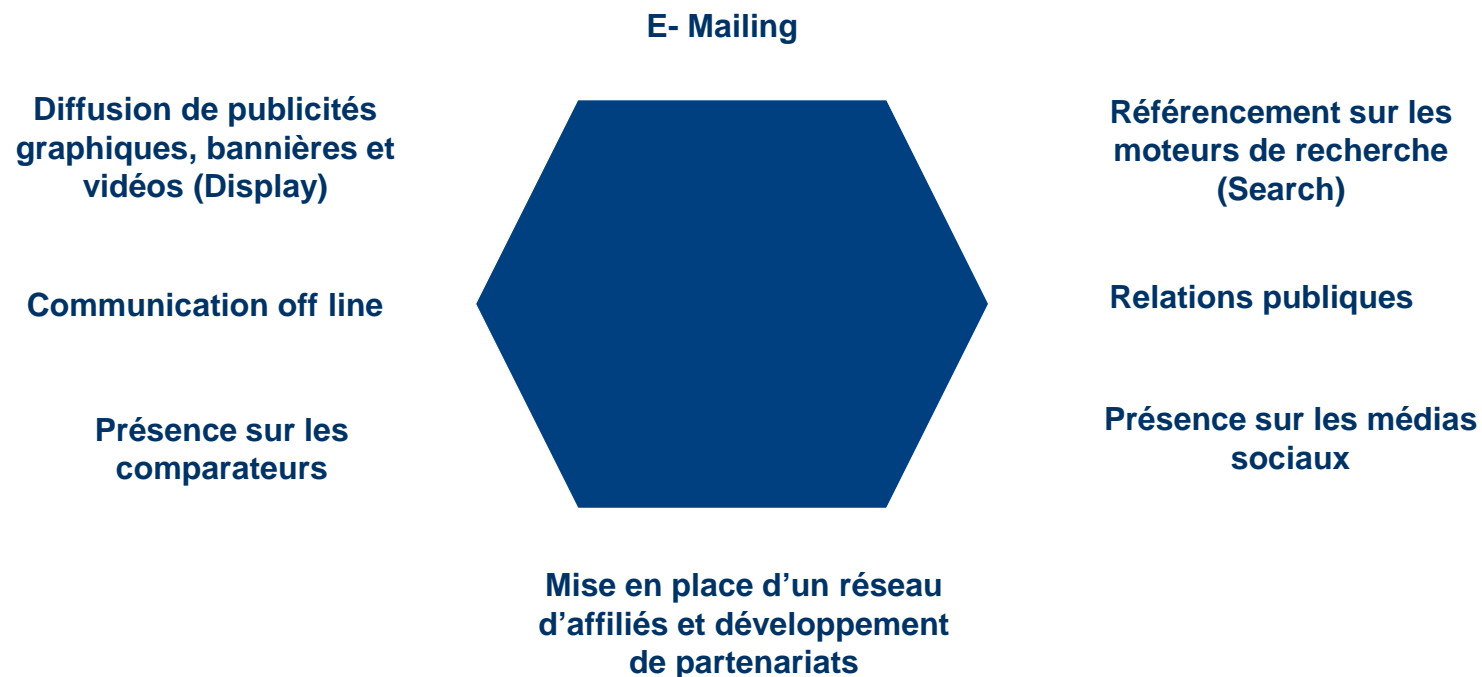 E- Mailing
Diffusion de publicités
graphiques, bannières et
vidéos (Display)
Référencement sur les
moteurs de recherche
(Search)
Communication off line
Relations publiques
Présence sur les
comparateurs
Présence sur les médias
sociaux
Mise en place d’un réseau
d’affiliés et développement
de partenariats